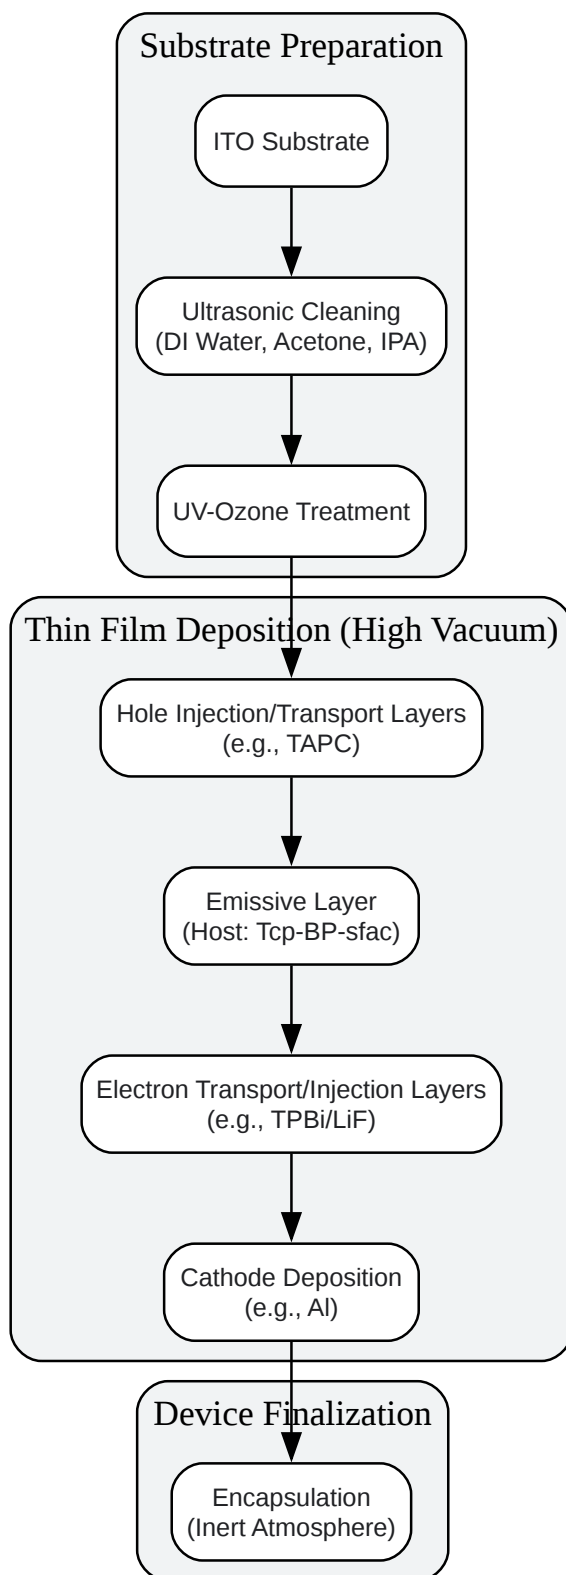 Substrate Preparation
ITO Substrate
Ultrasonic Cleaning
(DI Water, Acetone, IPA)
UV-Ozone Treatment
Thin Film Deposition (High Vacuum)
Hole Injection/Transport Layers
(e.g., TAPC)
Emissive Layer
(Host: Tcp-BP-sfac)
Electron Transport/Injection Layers
(e.g., TPBi/LiF)
Cathode Deposition
(e.g., Al)
Device Finalization
Encapsulation
(Inert Atmosphere)